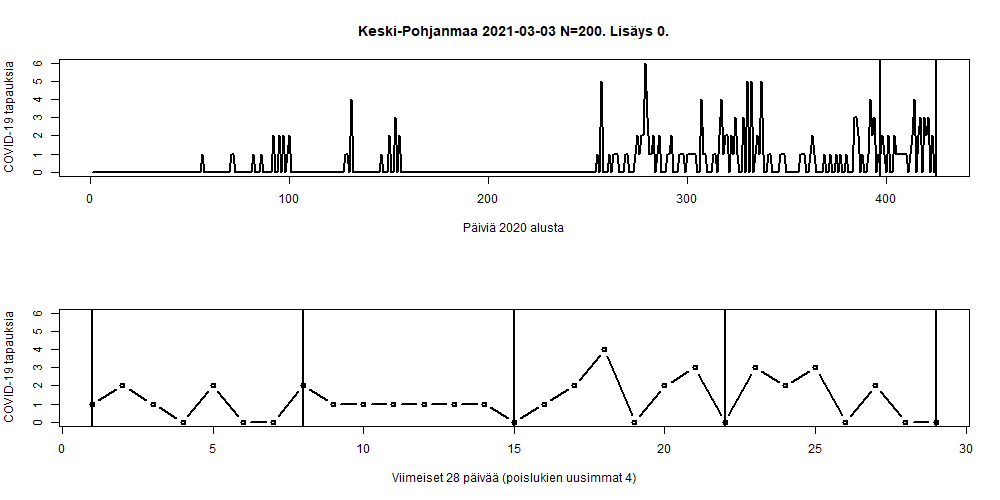 Keski-Pohjanmaa 2021-03-03 N=200. Lisäys 0.
COVID-19 tapauksia
6
5
4
3
2
1
0
0 100 200 300 400
Päiviä 2020 alusta
COVID-19 tapauksia
6
5
4
3
2
1
0
0 5 10 15 20 25 30
Viimeiset 28 päivää (poislukien uusimmat 4)